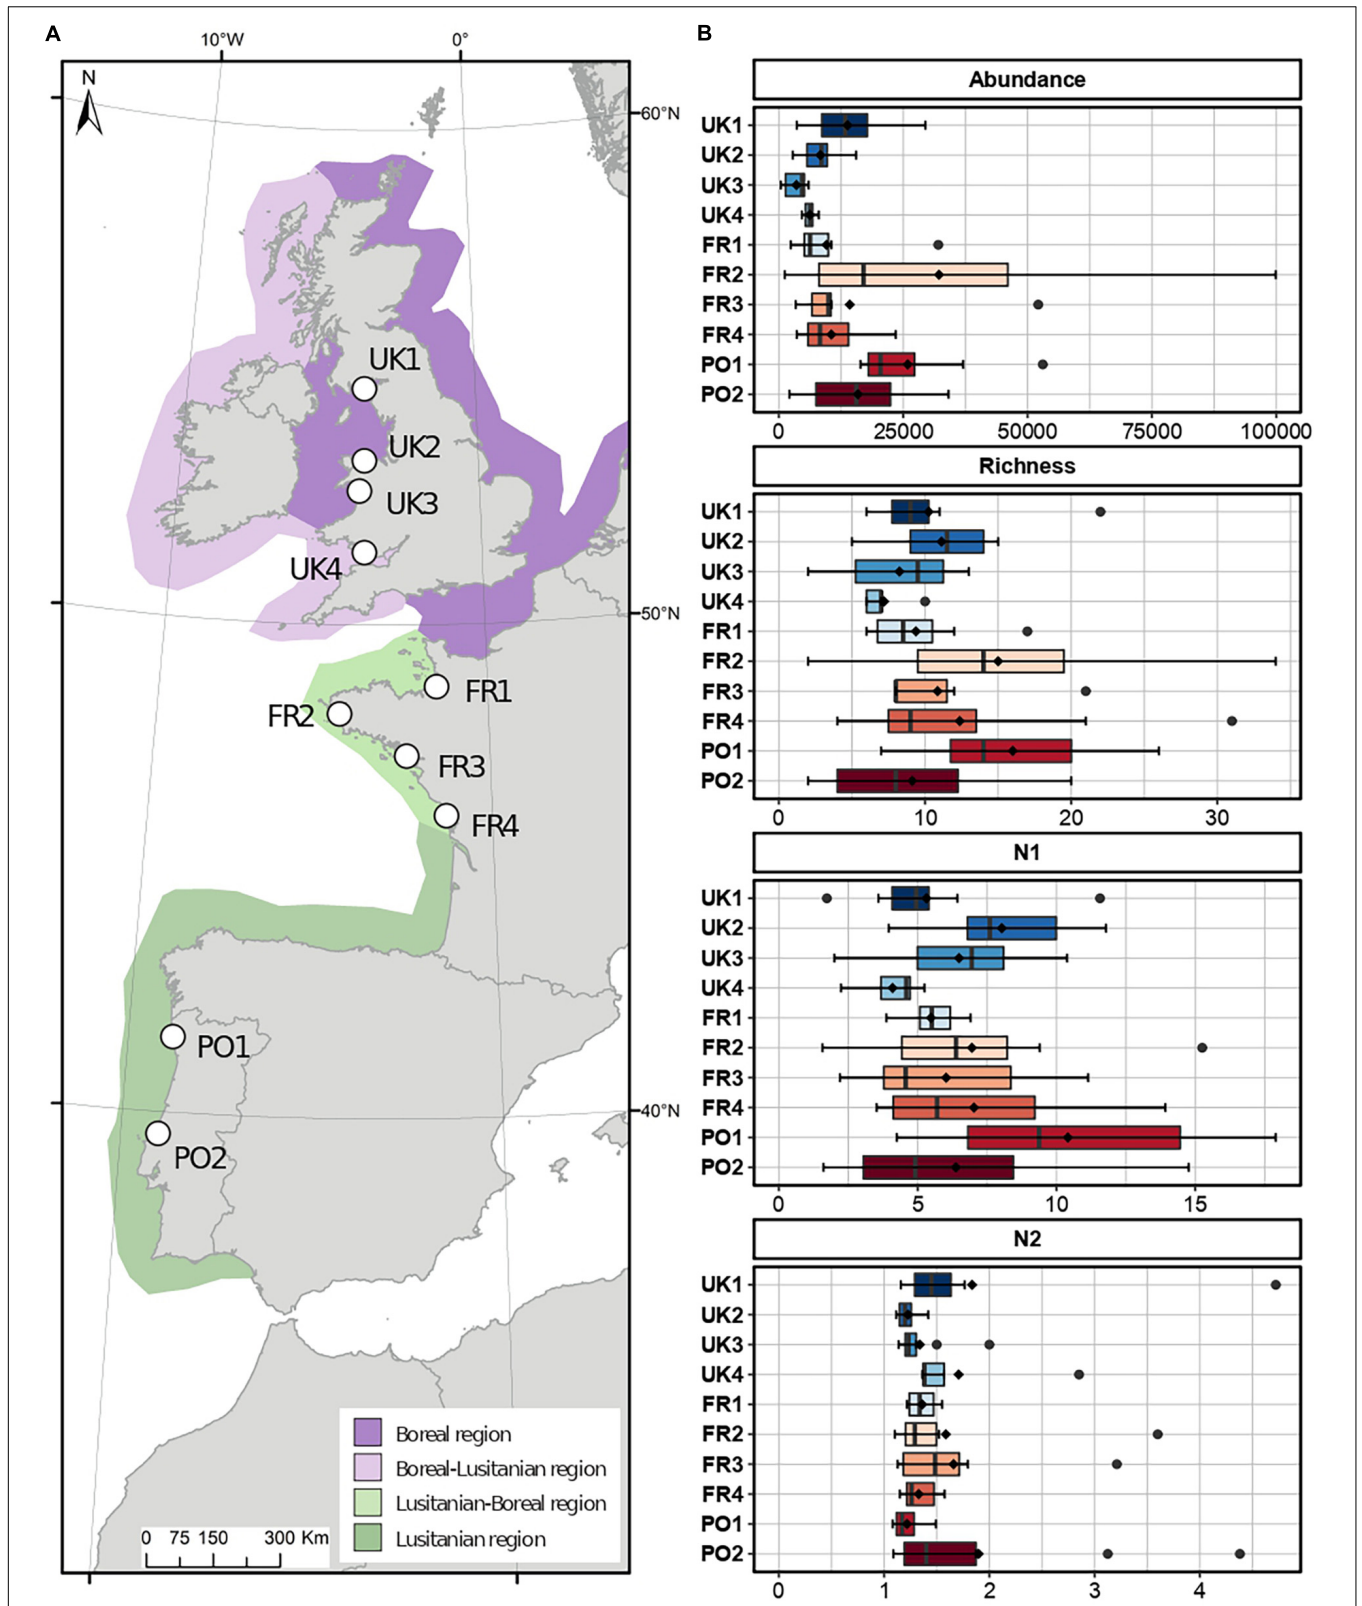 A
10°W
0°
N
60°N
50°N
40°N
UK1
UK2
UK3
UK4
FR1
FR2
FR3
FR4
PO1
PO2
Boreal region
Boreal-Lusitanian region
Lusitanian-Boreal region
Lusitanian region
0 75 150 300 Km
B
Abundance
UK1
UK2
UK3
UK4
FR1
FR2
FR3
FR4
PO1
PO2
0 25000 50000 75000 100000
Richness
UK1
UK2
UK3
UK4
FR1
FR2
FR3
FR4
PO1
PO2
0 10 20 30
N1
UK1
UK2
UK3
UK4
FR1
FR2
FR3
FR4
PO1
PO2
0 5 10 15
N2
UK1
UK2
UK3
UK4
FR1
FR2
FR3
FR4
PO1
PO2
0 1 2 3 4